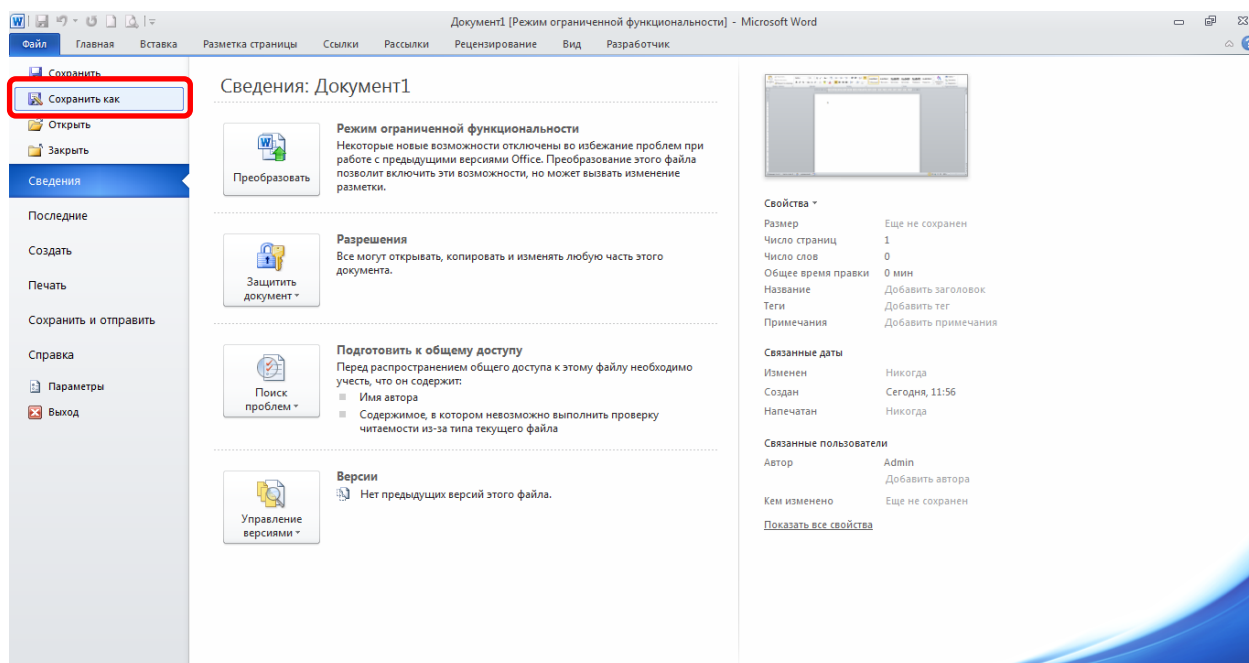 Документ1 [Режим ограниченной функциональности] - Microsoft Word
Файл Главная Вставка Разметка страницы Ссылки Рассылки Рецензирование Вид Разработчик
Сохранить
Сохранить как
Открыть
Закрыть
Сведения
Последние
Создать
Печать
Сохранить и отправить
Справка
Параметры
Выход
Сведения: Документ1
Преобразовать
Режим ограниченной функциональности
Некоторые новые возможности отключены во избежание проблем при
работе с предыдущими версиями Office. Преобразование этого файла
позволит включить эти возможности, но может вызвать изменение
разметки.
Защитить
документ
Разрешения
Все могут открывать, копировать и изменять любую часть этого
документа.
Поиск
проблем
Подготовить к общему доступу
Перед распространением общего доступа к этому файлу необходимо
учесть, что он содержит:
Имя автора
Содержимое, в котором невозможно выполнить проверку
читаемости из-за типа текущего файла
Управление
версиями
Версии
Нет предыдущих версий этого файла.
Свойства
Размер Еще не сохранен
Число страниц 1
Число слов 0
Общее время правки 0 мин
Название Добавить заголовок
Теги Добавить тег
Примечания Добавить примечания
Связанные даты
Изменен Никогда
Создан Сегодня, 11:56
Напечатан Никогда
Связанные пользователи
Автор Admin
Добавить автора
Кем изменено Еще не сохранен
Показать все свойства